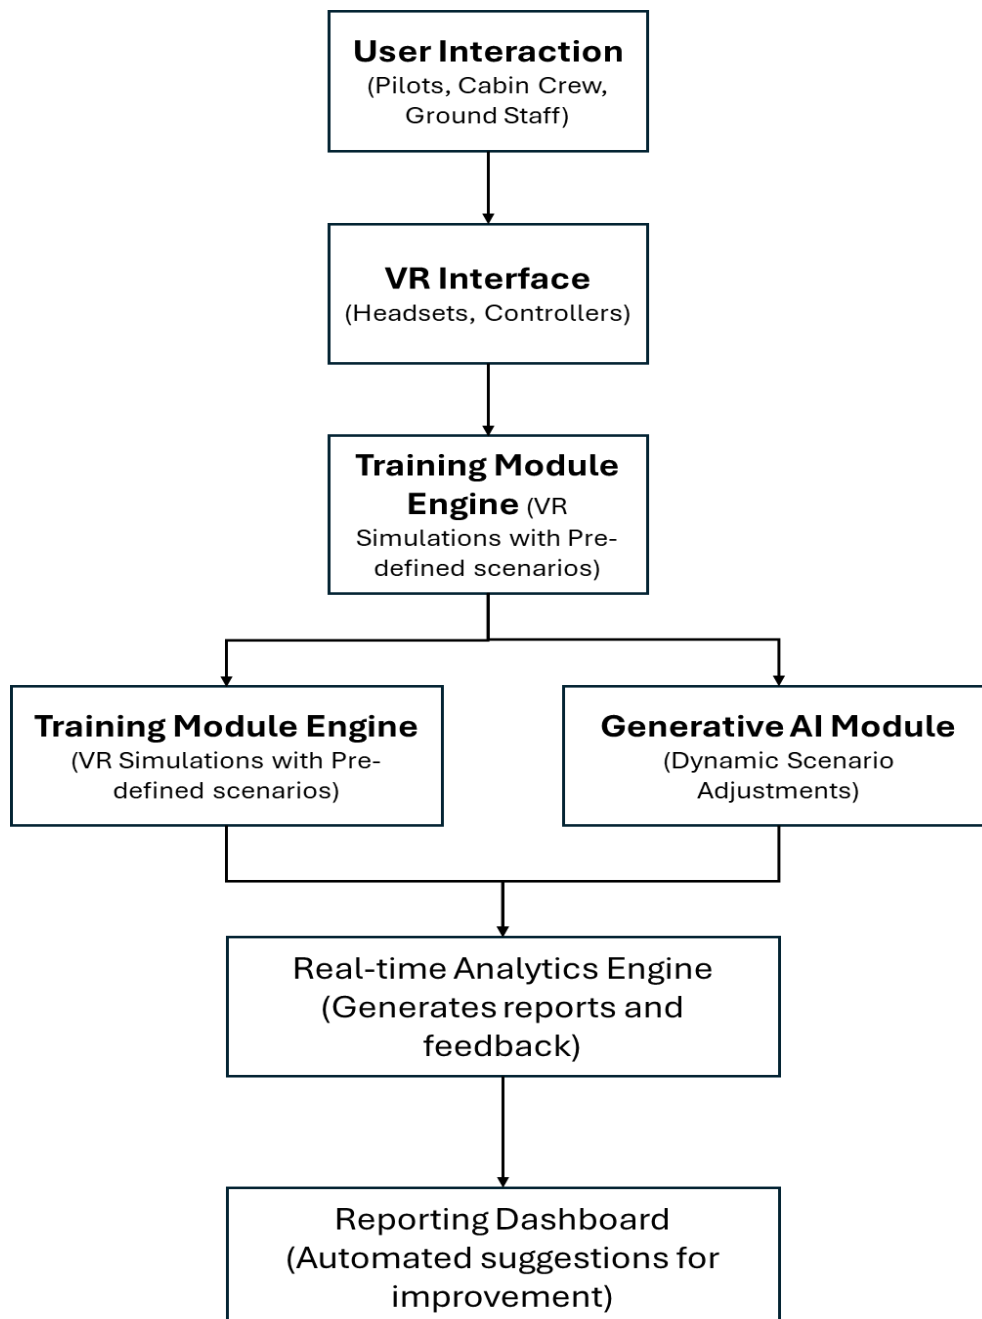 User Interaction
(Pilots, Cabin Crew,
Ground Staff)
VR Interface
(Headsets, Controllers)
Training Module
Engine (VR
Simulations with Pre-
defined scenarios)
Training Module Engine
(VR Simulations with Pre-
defined scenarios)
Generative AI Module
(Dynamic Scenario
Adjustments)
Real-time Analytics Engine
(Generates reports and
feedback)
Reporting Dashboard
(Automated suggestions for
improvement)